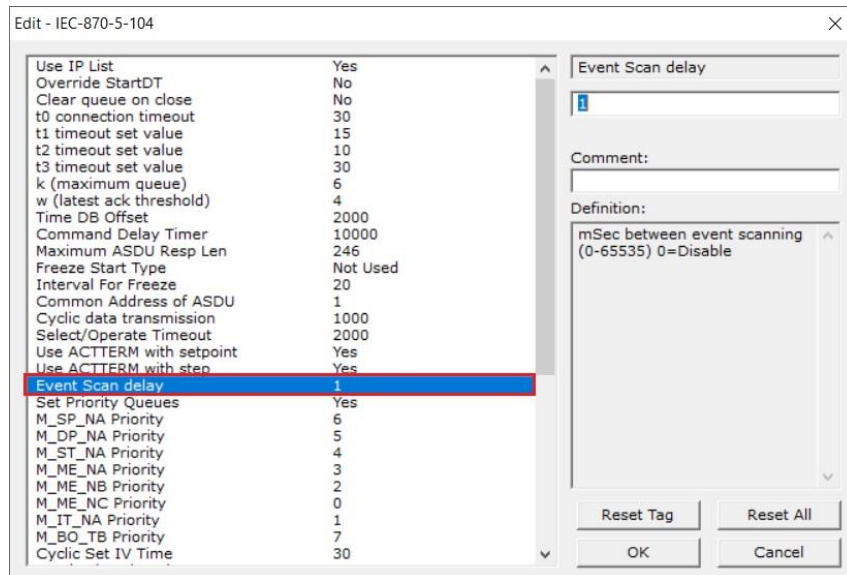 Edit - IEC-870-5-104
Use IP List Yes
Override StartDT No
Clear queue on close No
t0 connection timeout 30
t1 timeout set value 15
t2 timeout set value 10
t3 timeout set value 30
k (maximum queue) 6
w (latest ack threshold) 4
Time DB Offset 2000
Command Delay Timer 10000
Maximum ASDU Resp Len 246
Freeze Start Type Not Used
Interval For Freeze 20
Common Address of ASDU 1
Cyclic data transmission 1000
Select/Operate Timeout 2000
Use ACTTERM with setpoint Yes
Use ACTTERM with step Yes
Event Scan delay 1
Set Priority Queues Yes
M_SP_NA Priority 6
M_DP_NA Priority 5
M_ST_NA Priority 4
M_ME_NA Priority 3
M_ME_NB Priority 2
M_ME_NC Priority 0
M_IT_NA Priority 1
M_BO_TB Priority 7
Cyclic Set IV Time 30
Event Scan delay
1
Comment:
Definition:
mSec between event scanning
(0-65535) 0=Disable
Reset Tag Reset All
OK Cancel